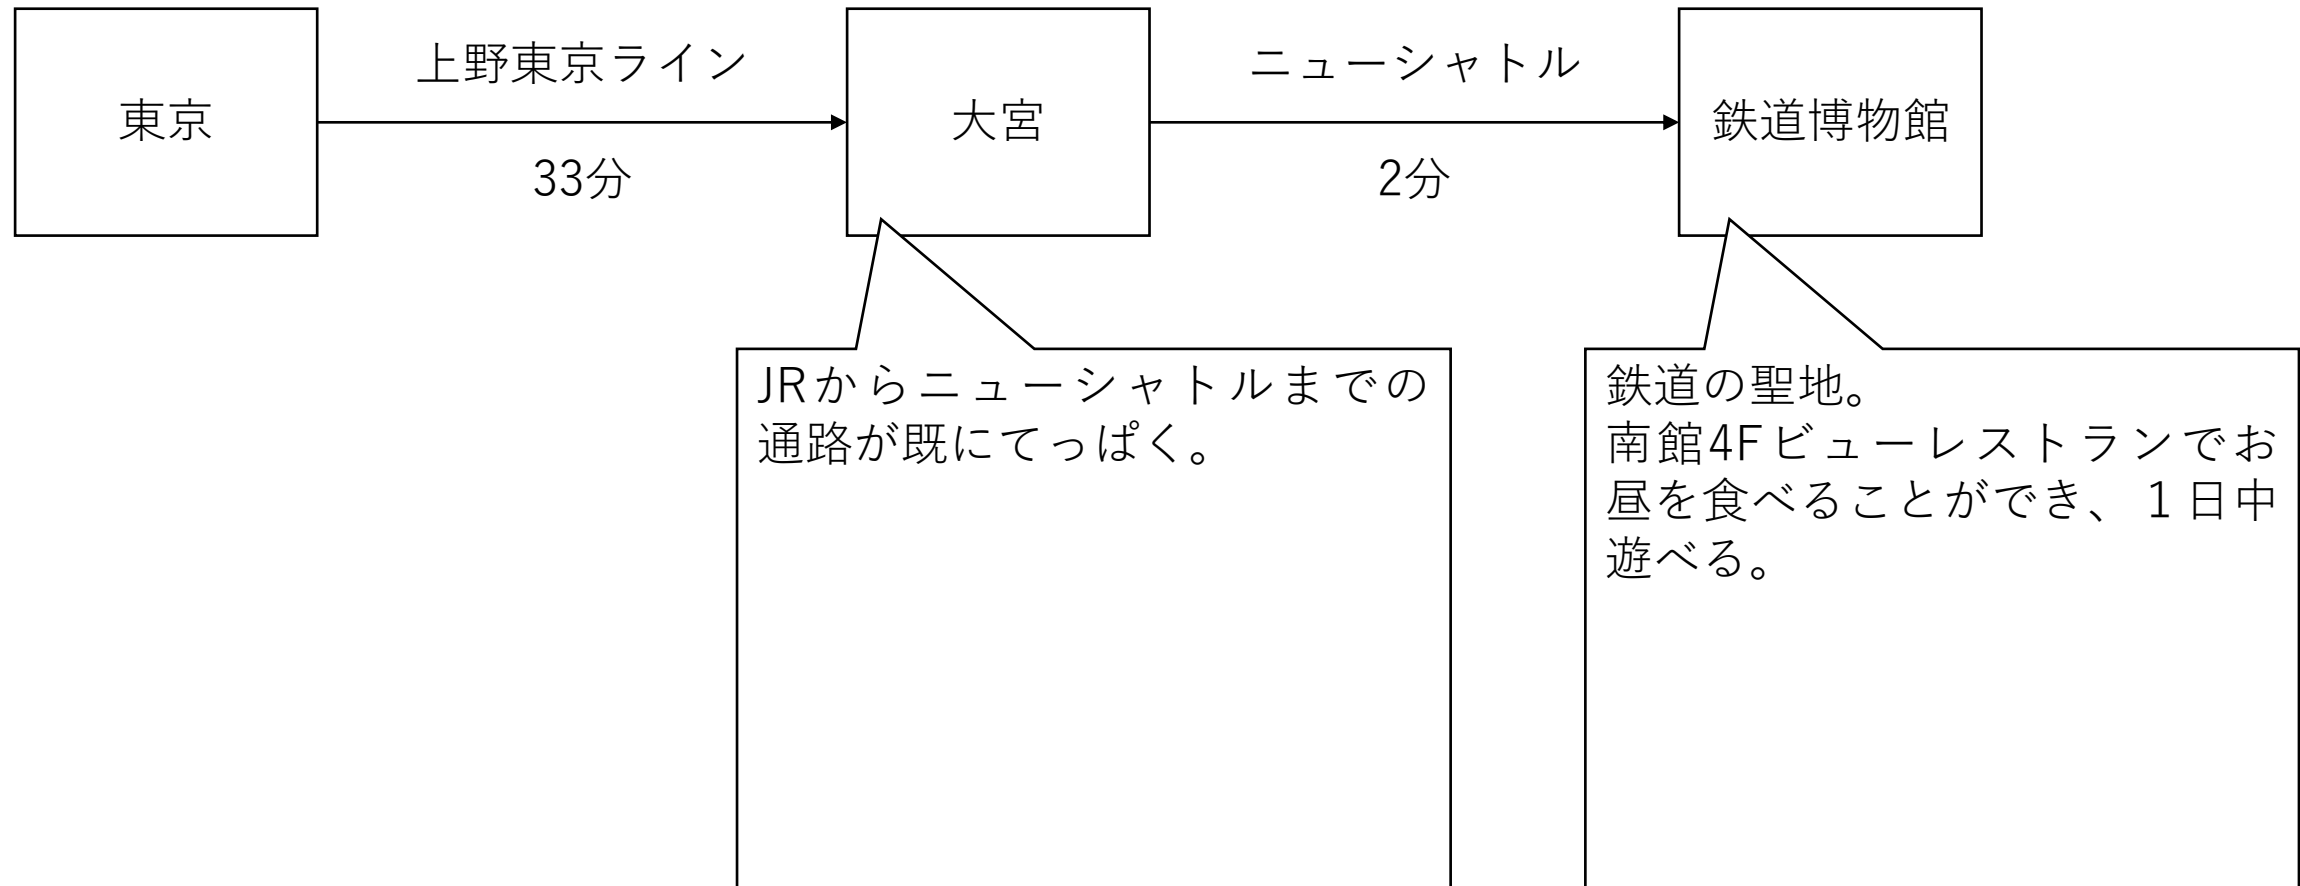 東京
上野東京ライン
33分
大宮
ニューシャトル
2分
鉄道博物館
JRからニューシャトルまでの
通路が既にてっぱく。
鉄道の聖地。
南館4Fビューレストランでお
昼を食べることができ、１日中
遊べる。